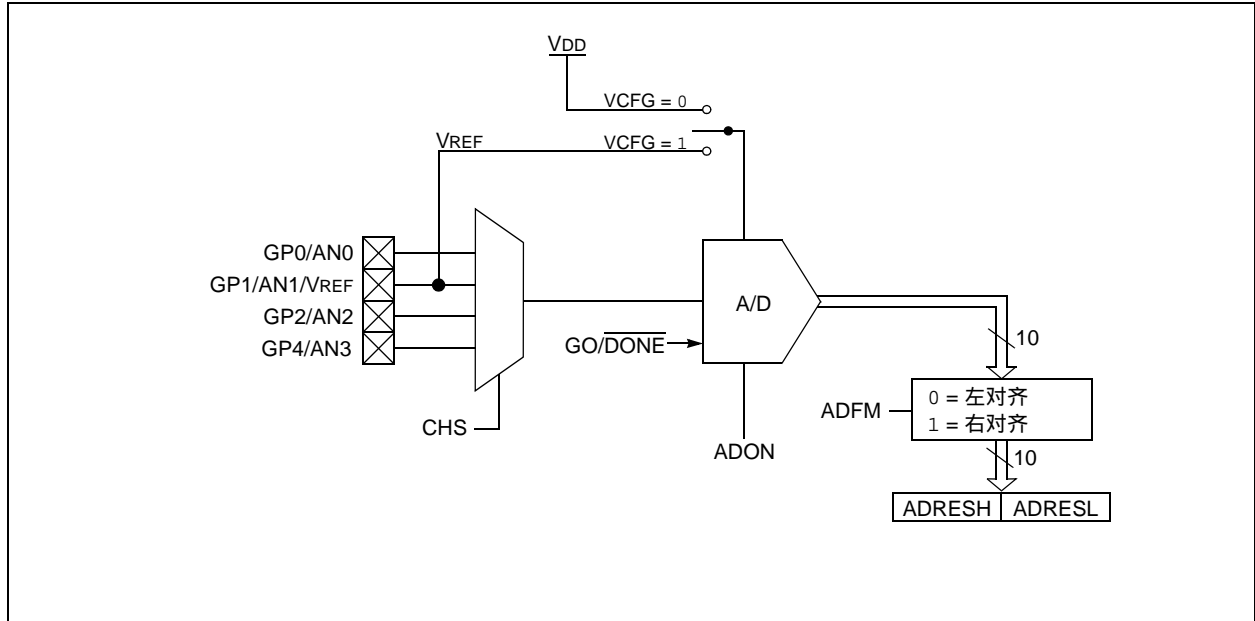 VDD
VCFG = 0
VREF
VCFG = 1
GP0/AN0
GP1/AN1/VREF
GP2/AN2
GP4/AN3
A/D
GO/DONE
10
CHS
ADON
ADFM
0 = 左对齐
1 = 右对齐
10
ADRESH ADRESL